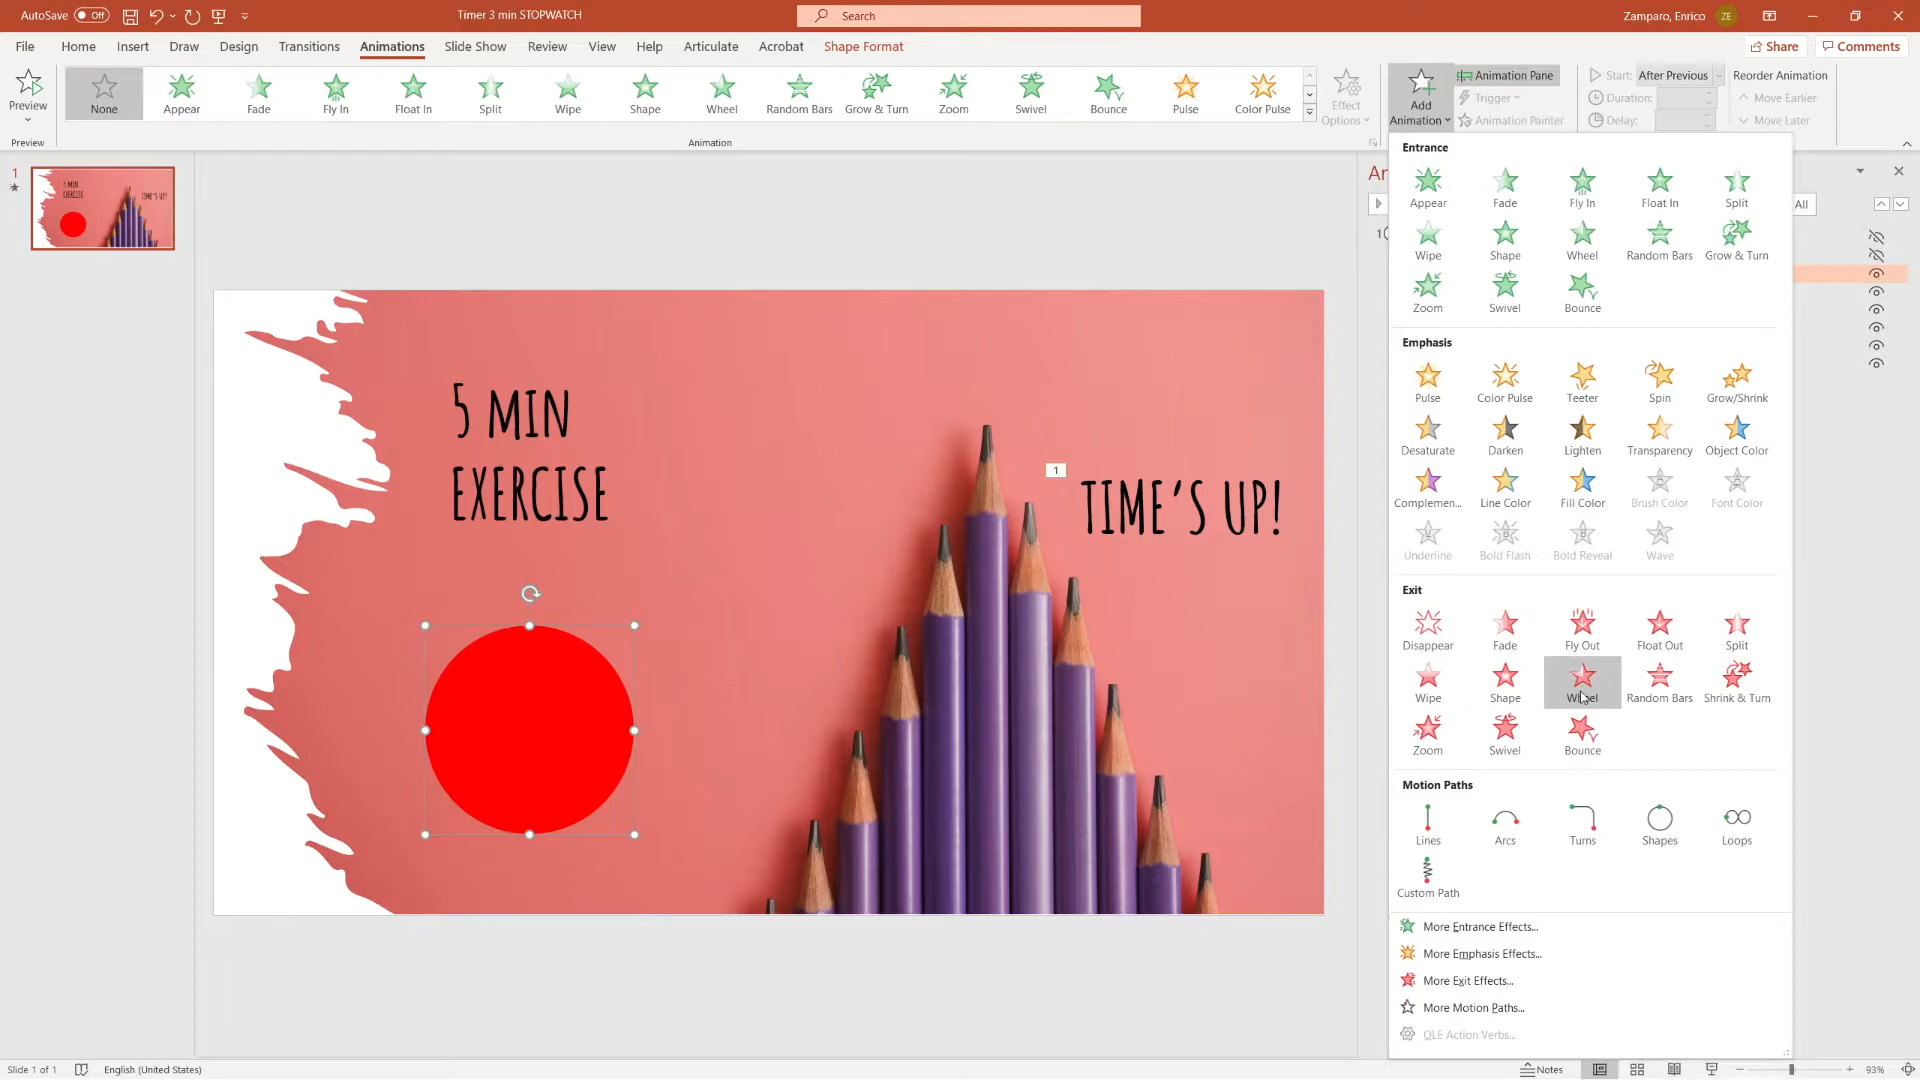 AutoSave Off
Timer 3 min STOPWATCH
Search
Zamparo, Enrico
ZE
File Home Insert Draw Design Transitions Animations Slide Show Review View Help Articulate Acrobat Shape Format
Share Comments
Preview
None Appear Fade Fly In Float In Split Wipe Shape Wheel Random Bars Grow & Turn Zoom Swivel Bounce Pulse Color Pulse
Effect Options
Add Animation
Animation Pane
Trigger
Animation Painter
Start: After Previous
Duration:
Delay:
Reorder Animation
Move Earlier
Move Later
Preview
Animation
1
5 MIN
EXERCISE
TIME'S UP!
5 MIN
EXERCISE
1
TIME'S UP!
All
1
Entrance
Appear Fade Fly In Float In Split
Wipe Shape Wheel Random Bars Grow & Turn
Zoom Swivel Bounce
Emphasis
Pulse Color Pulse Teeter Spin Grow/Shrink
Desaturate Darken Lighten Transparency Object Color
Complemen... Line Color Fill Color Brush Color Font Color
Underline Bold Flash Bold Reveal Wave
Exit
Disappear Fade Fly Out Float Out Split
Wipe Shape Wheel Random Bars Shrink & Turn
Zoom Swivel Bounce
Motion Paths
Lines Arcs Turns Shapes Loops
Custom Path
More Entrance Effects...
More Emphasis Effects...
More Exit Effects...
More Motion Paths...
OLE Action Verbs...
Slide 1 of 1
English (United States)
Notes
93%